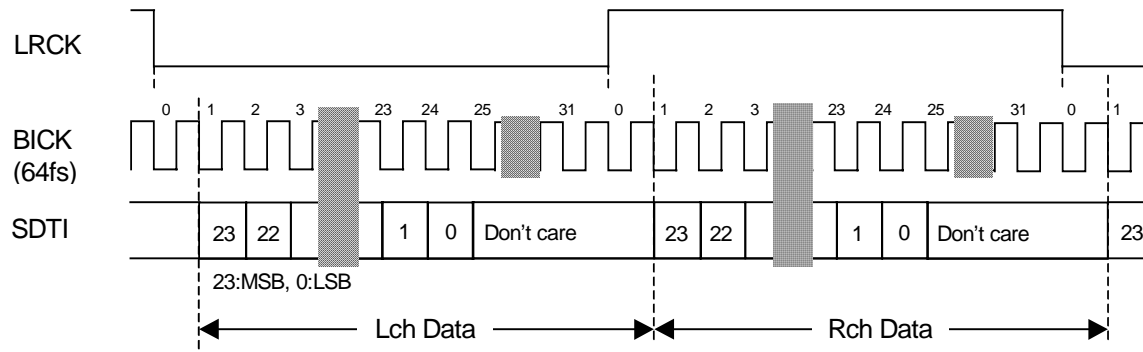 LRCK
0 1 2 3 23 24 25 31 0 1 2 3 23 24 25 31 0 1
BICK
(64fs)
SDTI 23 22 1 0 Don't care 23 22 1 0 Don't care 23
23:MSB, 0:LSB
Lch Data Rch Data